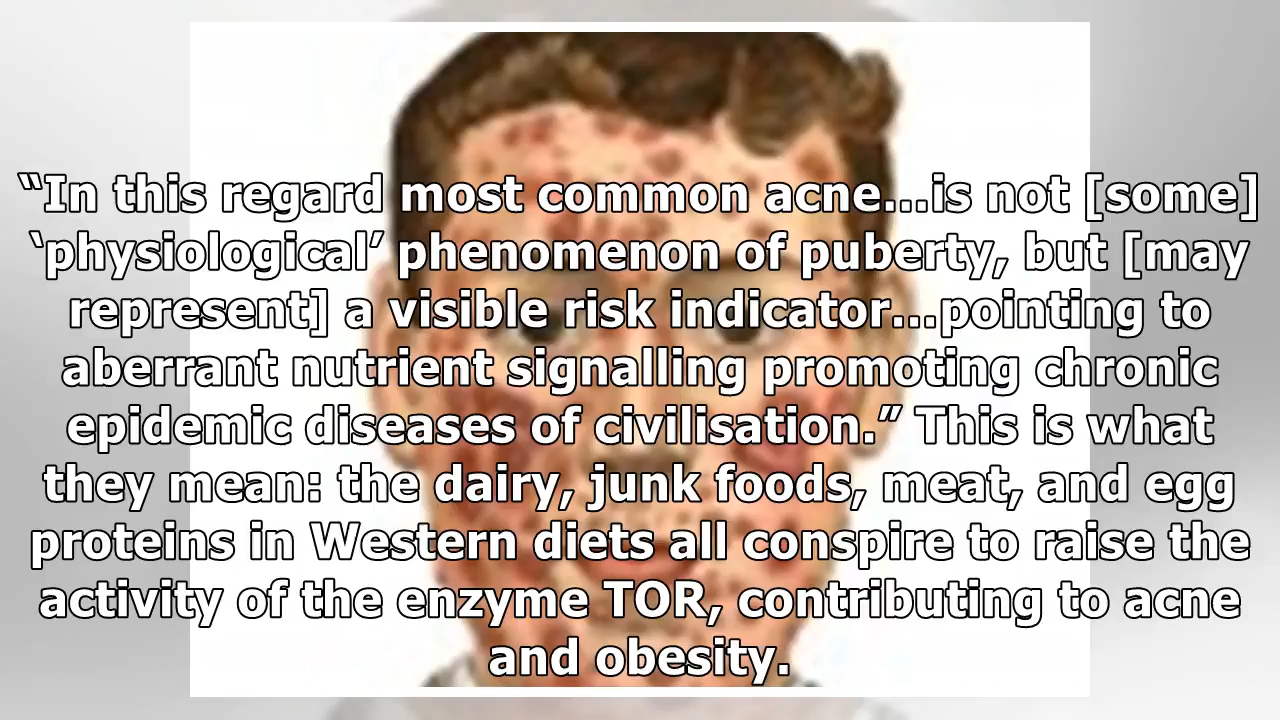 “In this regard most common acne...is not [some]
‘physiological’ phenomenon of puberty, but [may
represent] a visible risk indicator...pointing to
aberrant nutrient signalling promoting chronic
epidemic diseases of civilisation.” This is what
they mean: the dairy, junk foods, meat, and egg
proteins in Western diets all conspire to raise the
activity of the enzyme TOR, contributing to acne
and obesity.